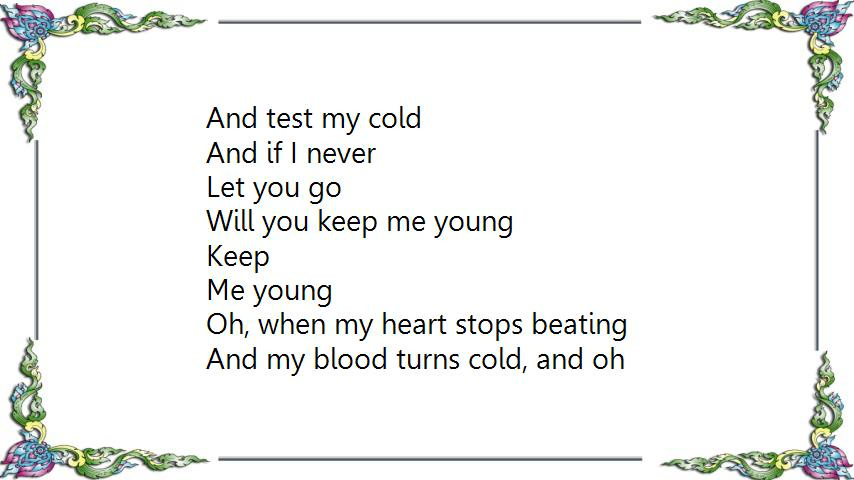 And test my cold
And if I never
Let you go
Will you keep me young
Keep
Me young
Oh, when my heart stops beating
And my blood turns cold, and oh